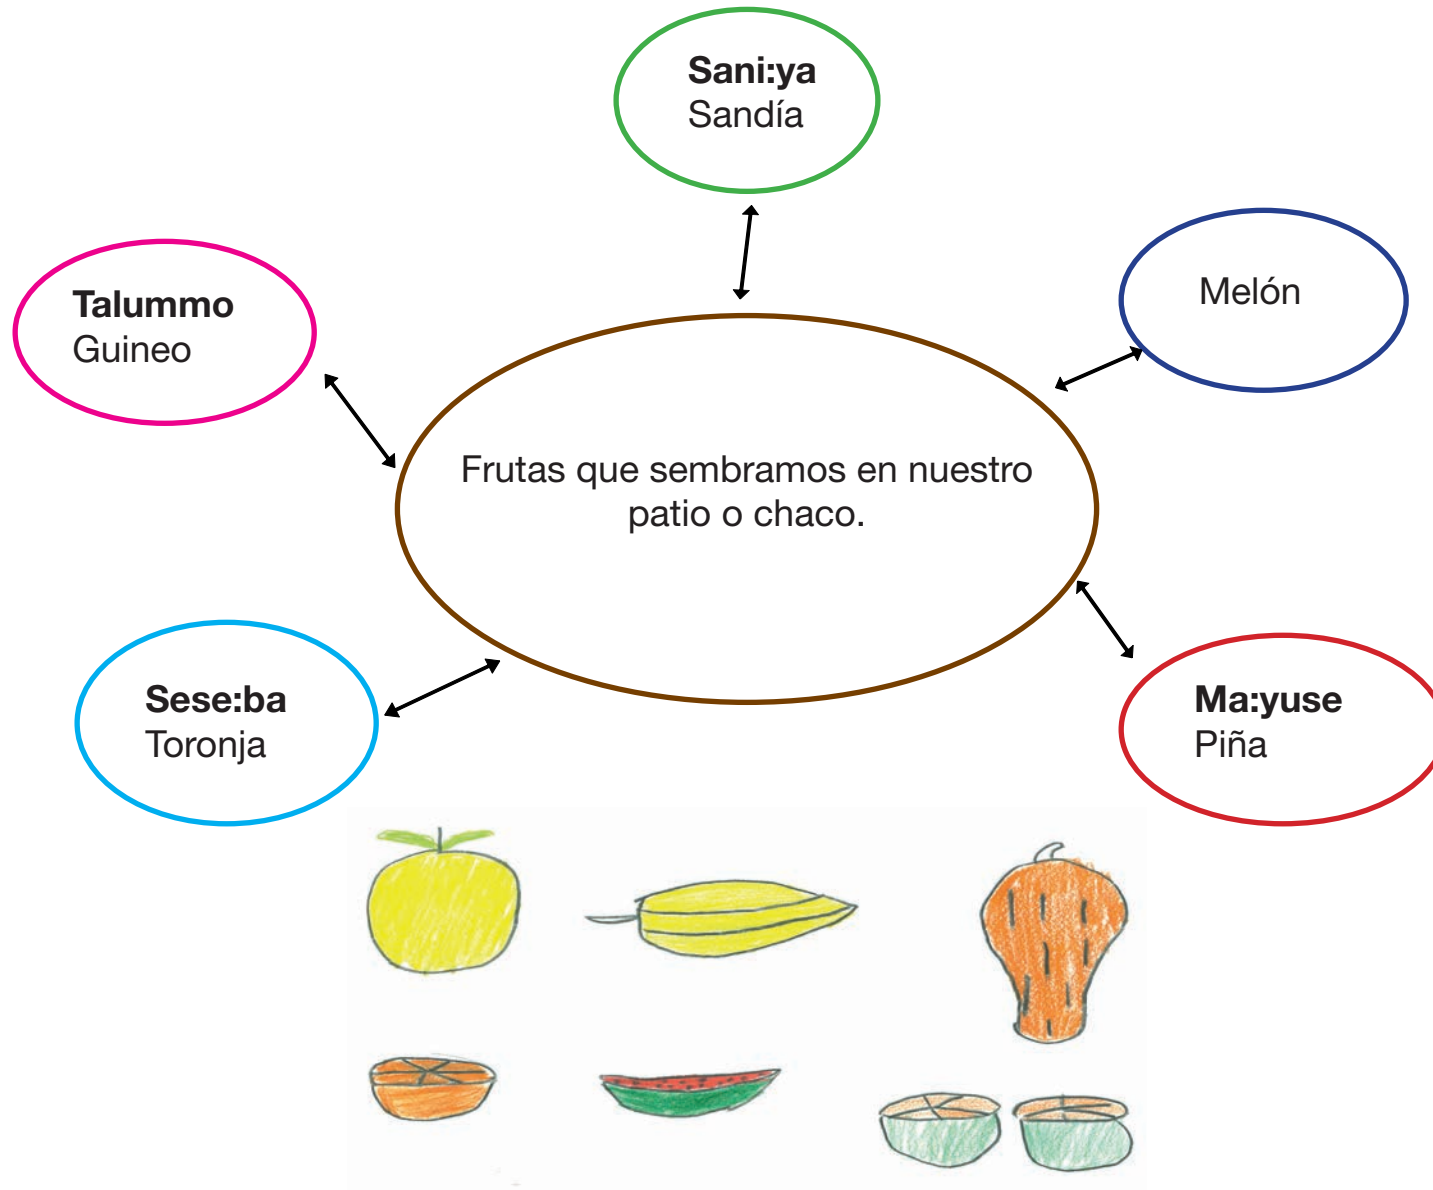 Sani:ya
Sandía
Melón
Talummo
Guineo
Frutas que sembramos en nuestro
patio o chaco.
Sese:ba
Toronja
Ma:yuse
Piña